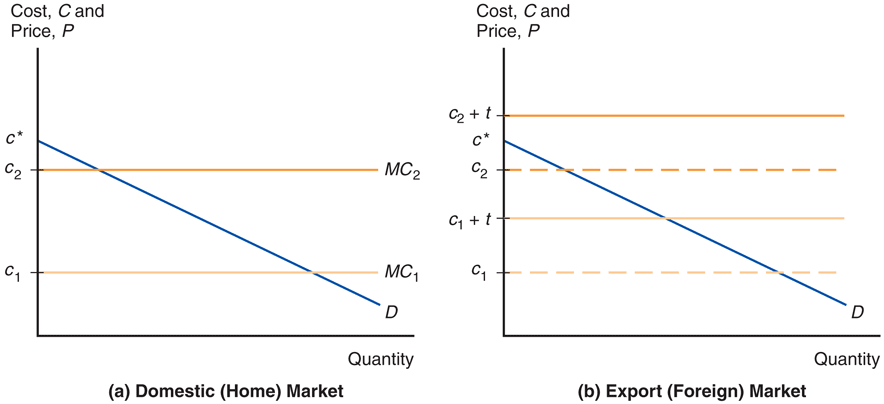 Cost, C and
Price, P
c*
c₂
MC₂
c₁
MC₁
D
Quantity
(a) Domestic (Home) Market
Cost, C and
Price, P
c₂ + t
c*
c₂
c₁ + t
c₁
D
Quantity
(b) Export (Foreign) Market